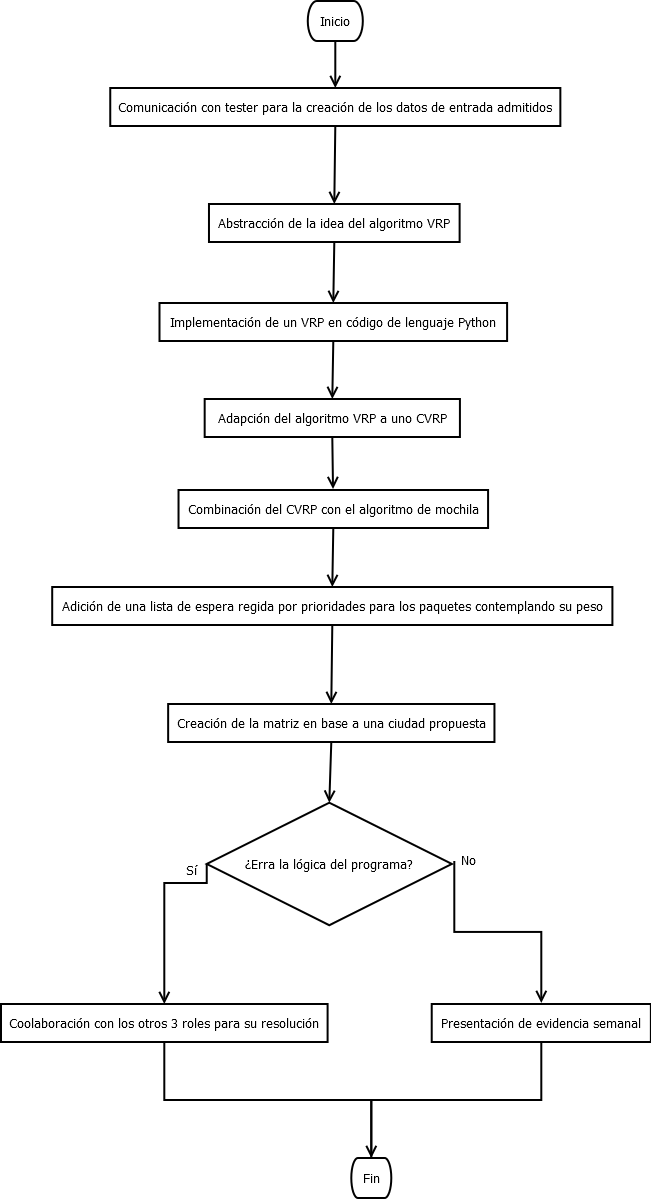 Inicio
Comunicación con tester para la creación de los datos de entrada admitidos
Abstracción de la idea del algoritmo VRP
Implementación de un VRP en código de lenguaje Python
Adapción del algoritmo VRP a uno CVRP
Combinación del CVRP con el algoritmo de mochila
Adición de una lista de espera regida por prioridades para los paquetes contemplando su peso
Creación de la matriz en base a una ciudad propuesta
¿Erra la lógica del programa?
Sí
No
Coolaboración con los otros 3 roles para su resolución
Presentación de evidencia semanal
Fin